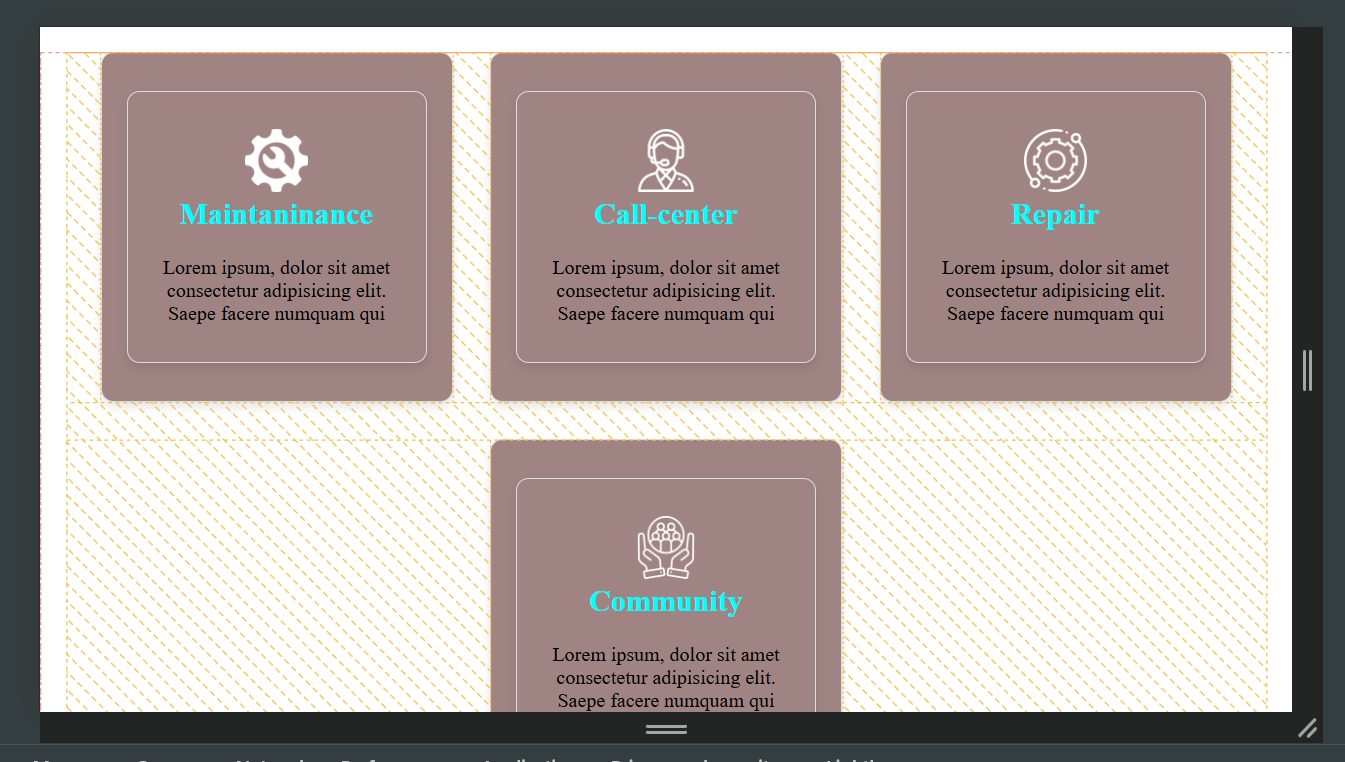 Maintaninance
Lorem ipsum, dolor sit amet
consectetur adipisicing elit.
Saepe facere numquam qui
Call-center
Lorem ipsum, dolor sit amet
consectetur adipisicing elit.
Saepe facere numquam qui
Repair
Lorem ipsum, dolor sit amet
consectetur adipisicing elit.
Saepe facere numquam qui
Community
Lorem ipsum, dolor sit amet
consectetur adipisicing elit.
Saepe facere numquam qui